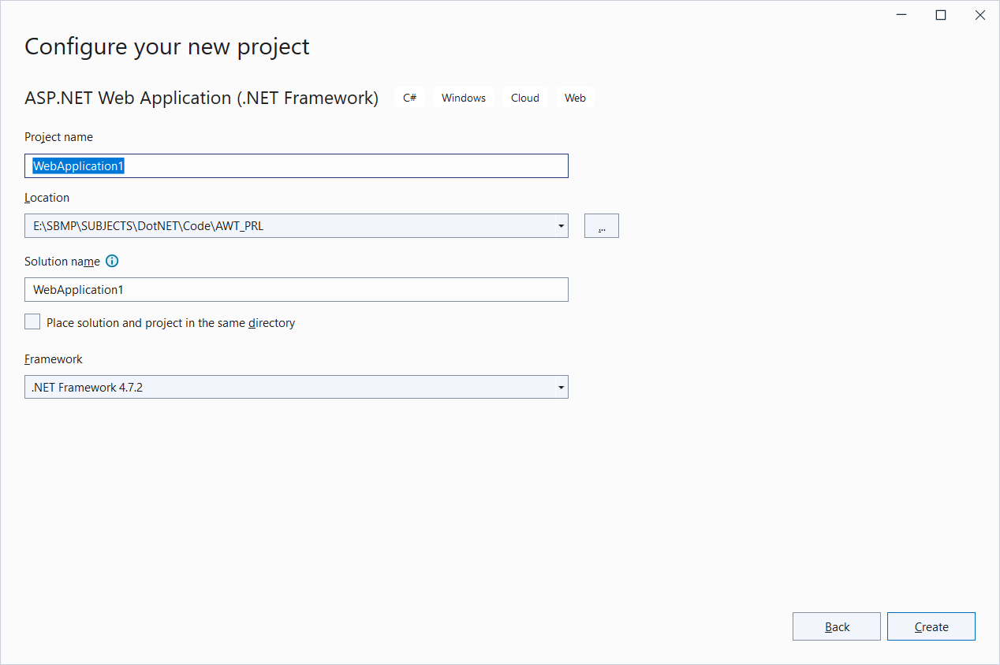 Configure your new project
ASP.NET Web Application (.NET Framework) C# Windows Cloud Web
Project name
WebApplication1
Location
E:\SBMP\SUBJECTS\DotNET\Code\AWT_PRL
...
Solution name
WebApplication1
Place solution and project in the same directory
Framework
.NET Framework 4.7.2
Back Create